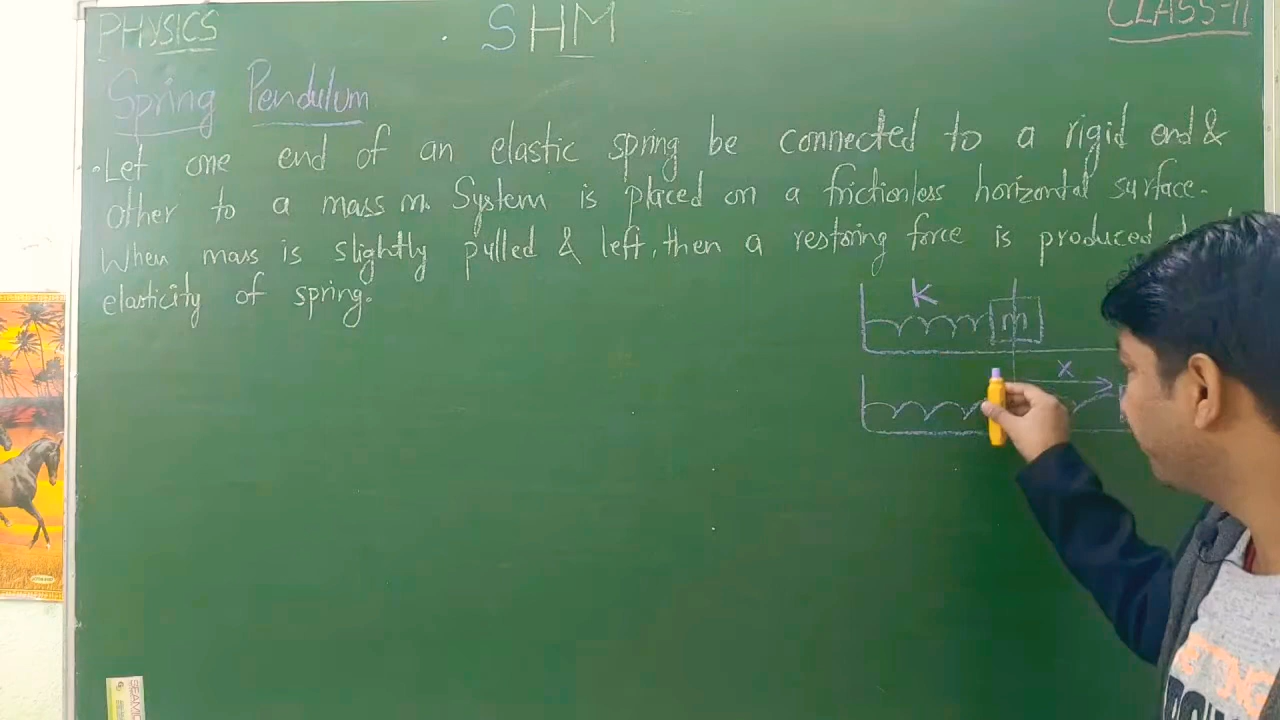 PHYSICS
SHM
CLASS-11
Spring Pendulum
• Let one end of an elastic spring be connected to a rigid end &
other to a mass m. System is placed on a frictionless horizontal surface.
When mass is slightly pulled & left, then a restoring force is produced
elasticity of spring.
K
m
x